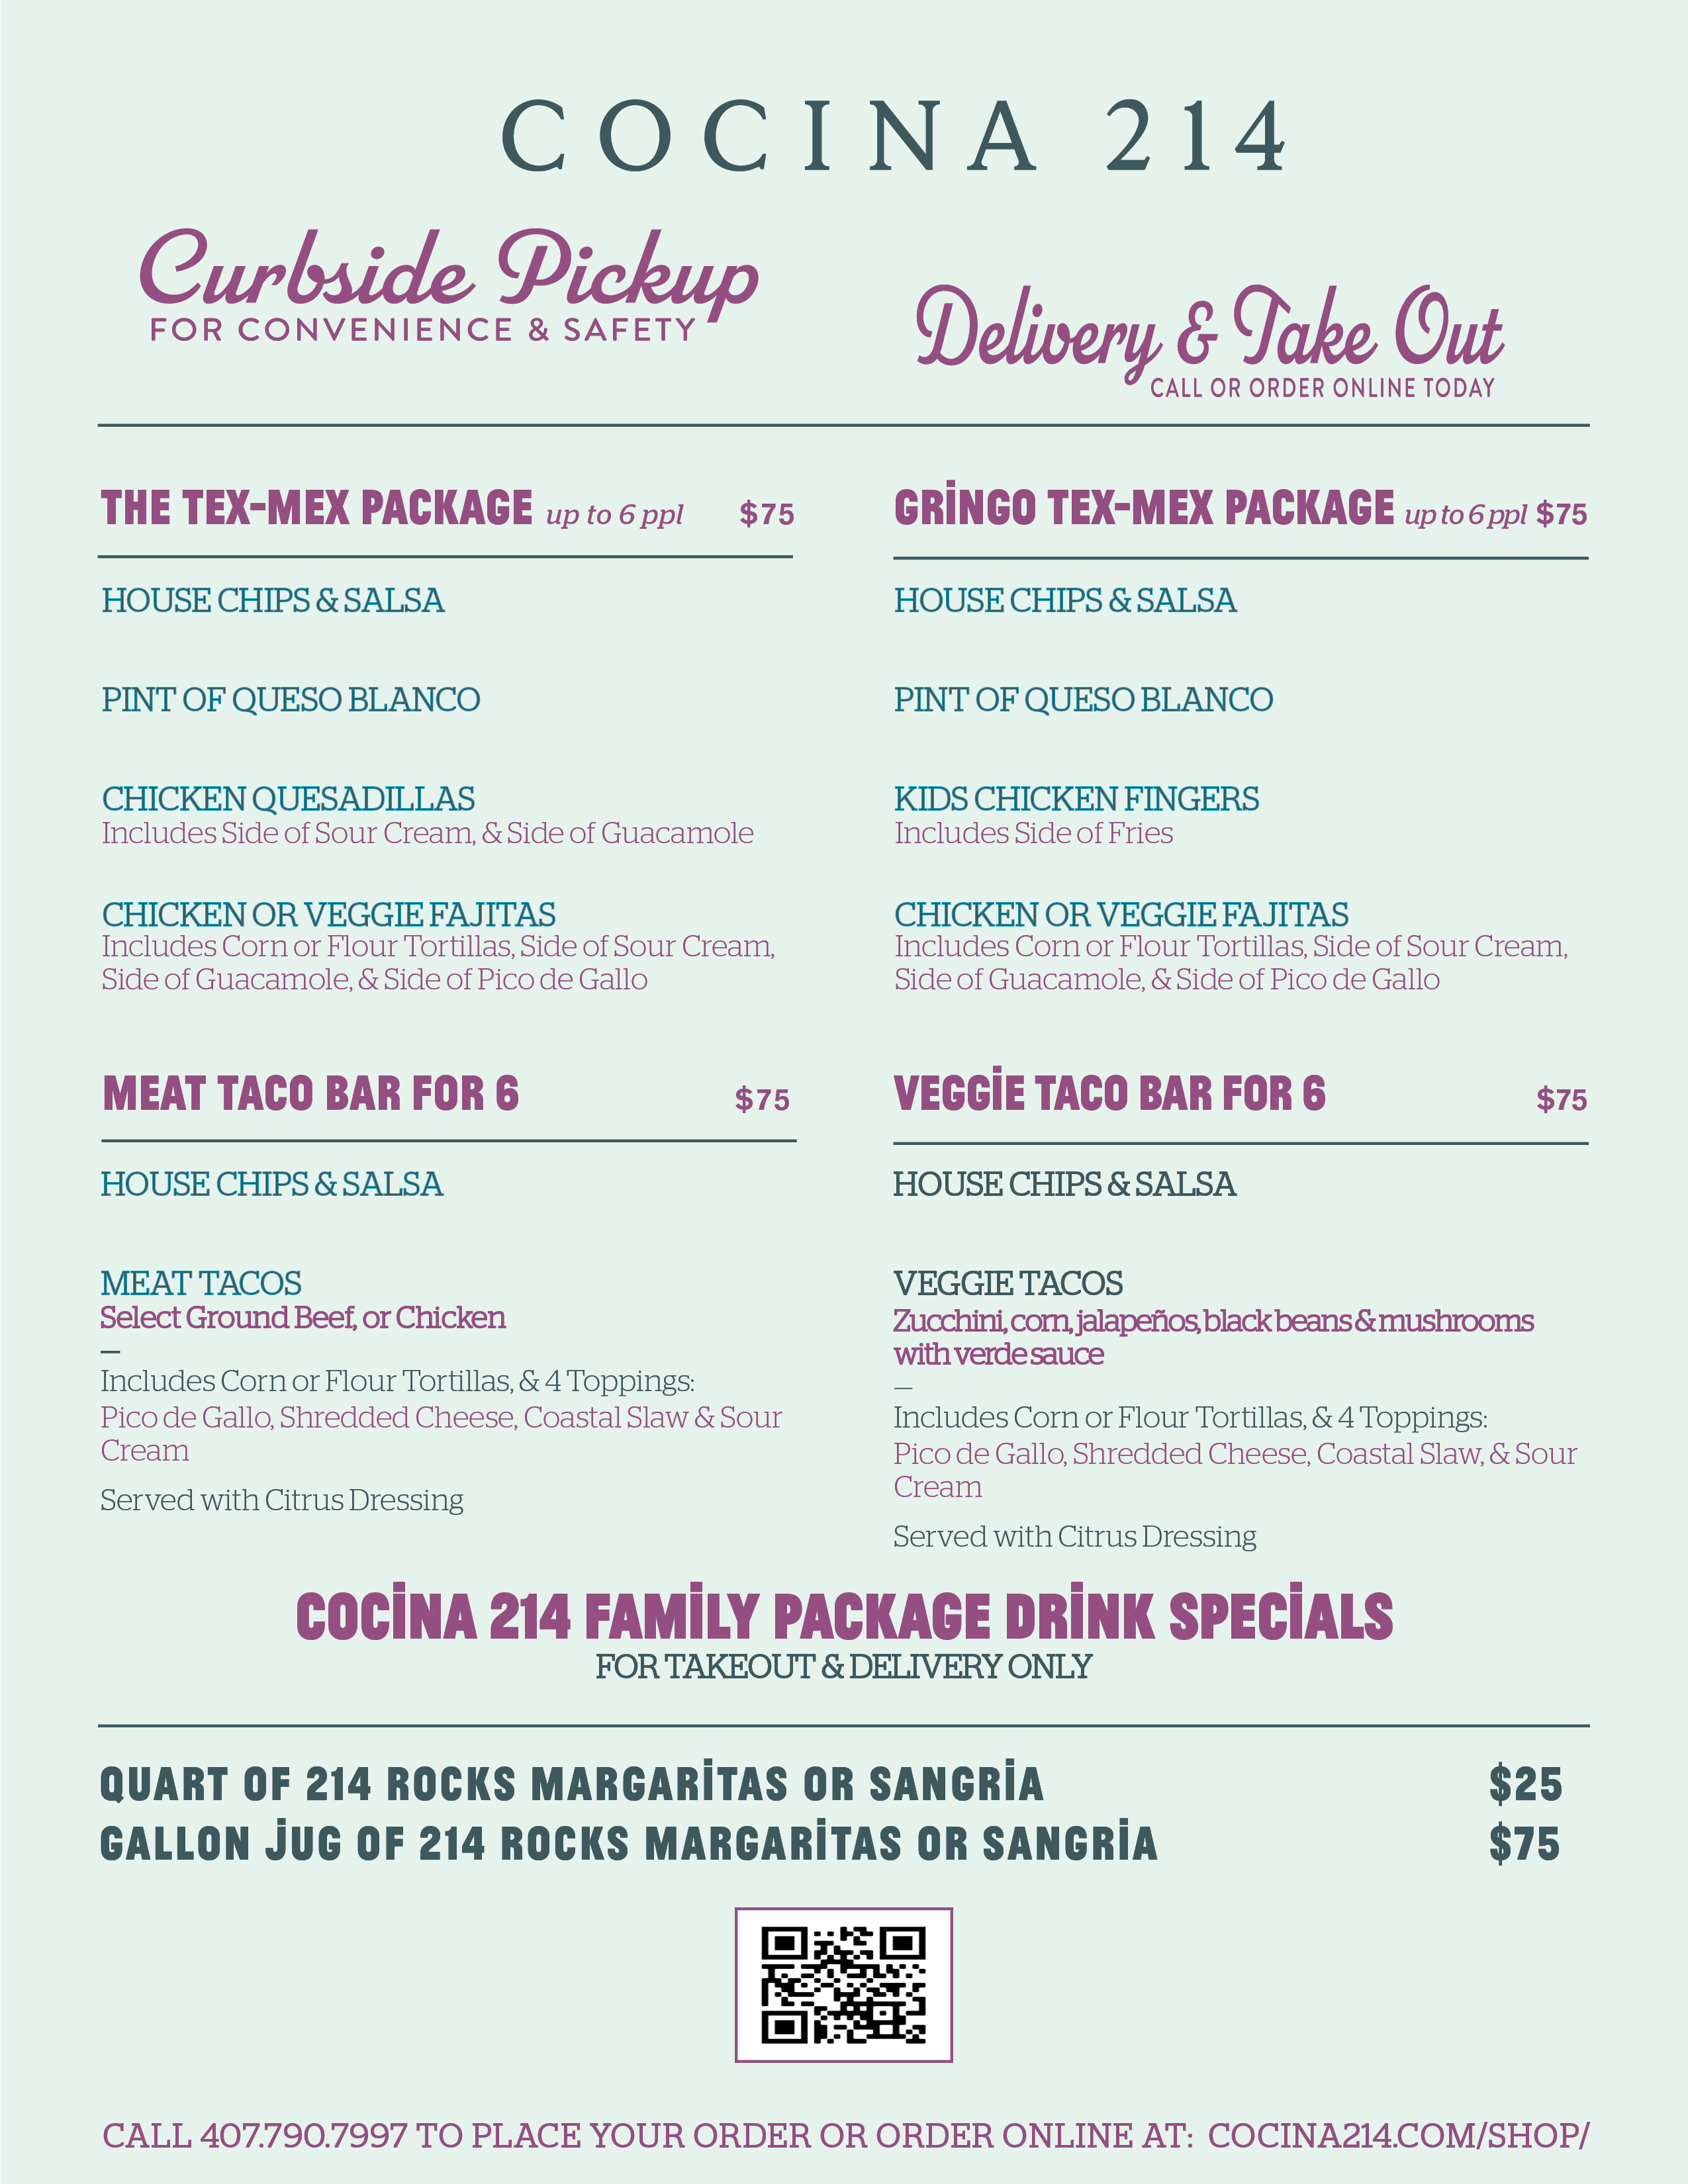 COCINA 214
Curbside Pickup
FOR CONVENIENCE & SAFETY
Delivery & Take Out
CALL OR ORDER ONLINE TODAY
THE TEX-MEX PACKAGE up to 6 ppl $75
HOUSE CHIPS & SALSA
PINT OF QUESO BLANCO
CHICKEN QUESADILLAS
Includes Side of Sour Cream, & Side of Guacamole
CHICKEN OR VEGGIE FAJITAS
Includes Corn or Flour Tortillas, Side of Sour Cream,
Side of Guacamole, & Side of Pico de Gallo
GRINGO TEX-MEX PACKAGE up to 6 ppl $75
HOUSE CHIPS & SALSA
PINT OF QUESO BLANCO
KIDS CHICKEN FINGERS
Includes Side of Fries
CHICKEN OR VEGGIE FAJITAS
Includes Corn or Flour Tortillas, Side of Sour Cream,
Side of Guacamole, & Side of Pico de Gallo
MEAT TACO BAR FOR 6 $75
HOUSE CHIPS & SALSA
MEAT TACOS
Select Ground Beef, or Chicken
—
Includes Corn or Flour Tortillas, & 4 Toppings:
Pico de Gallo, Shredded Cheese, Coastal Slaw & Sour
Cream
Served with Citrus Dressing
VEGGIE TACO BAR FOR 6 $75
HOUSE CHIPS & SALSA
VEGGIE TACOS
Zucchini, corn, jalapeños, black beans & mushrooms
with verde sauce
—
Includes Corn or Flour Tortillas, & 4 Toppings:
Pico de Gallo, Shredded Cheese, Coastal Slaw, & Sour
Cream
Served with Citrus Dressing
COCINA 214 FAMILY PACKAGE DRINK SPECIALS
FOR TAKEOUT & DELIVERY ONLY
QUART OF 214 ROCKS MARGARITAS OR SANGRIA $25
GALLON JUG OF 214 ROCKS MARGARITAS OR SANGRIA $75
CALL 407.790.7997 TO PLACE YOUR ORDER OR ORDER ONLINE AT: COCINA214.COM/SHOP/